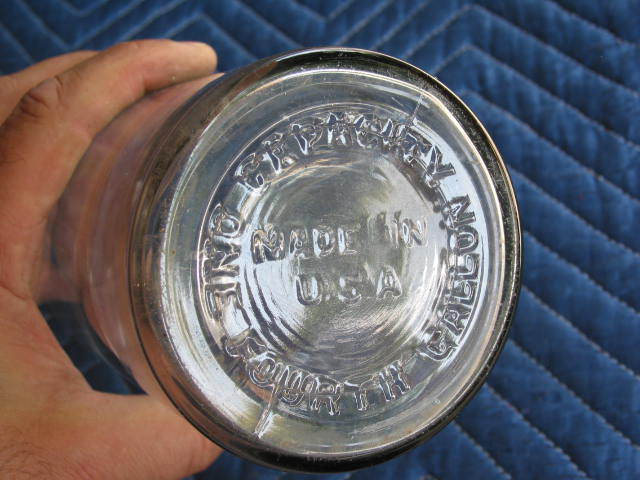 CAPACITY
ONE FOURTH GALLON
MADE IN
U.S.A